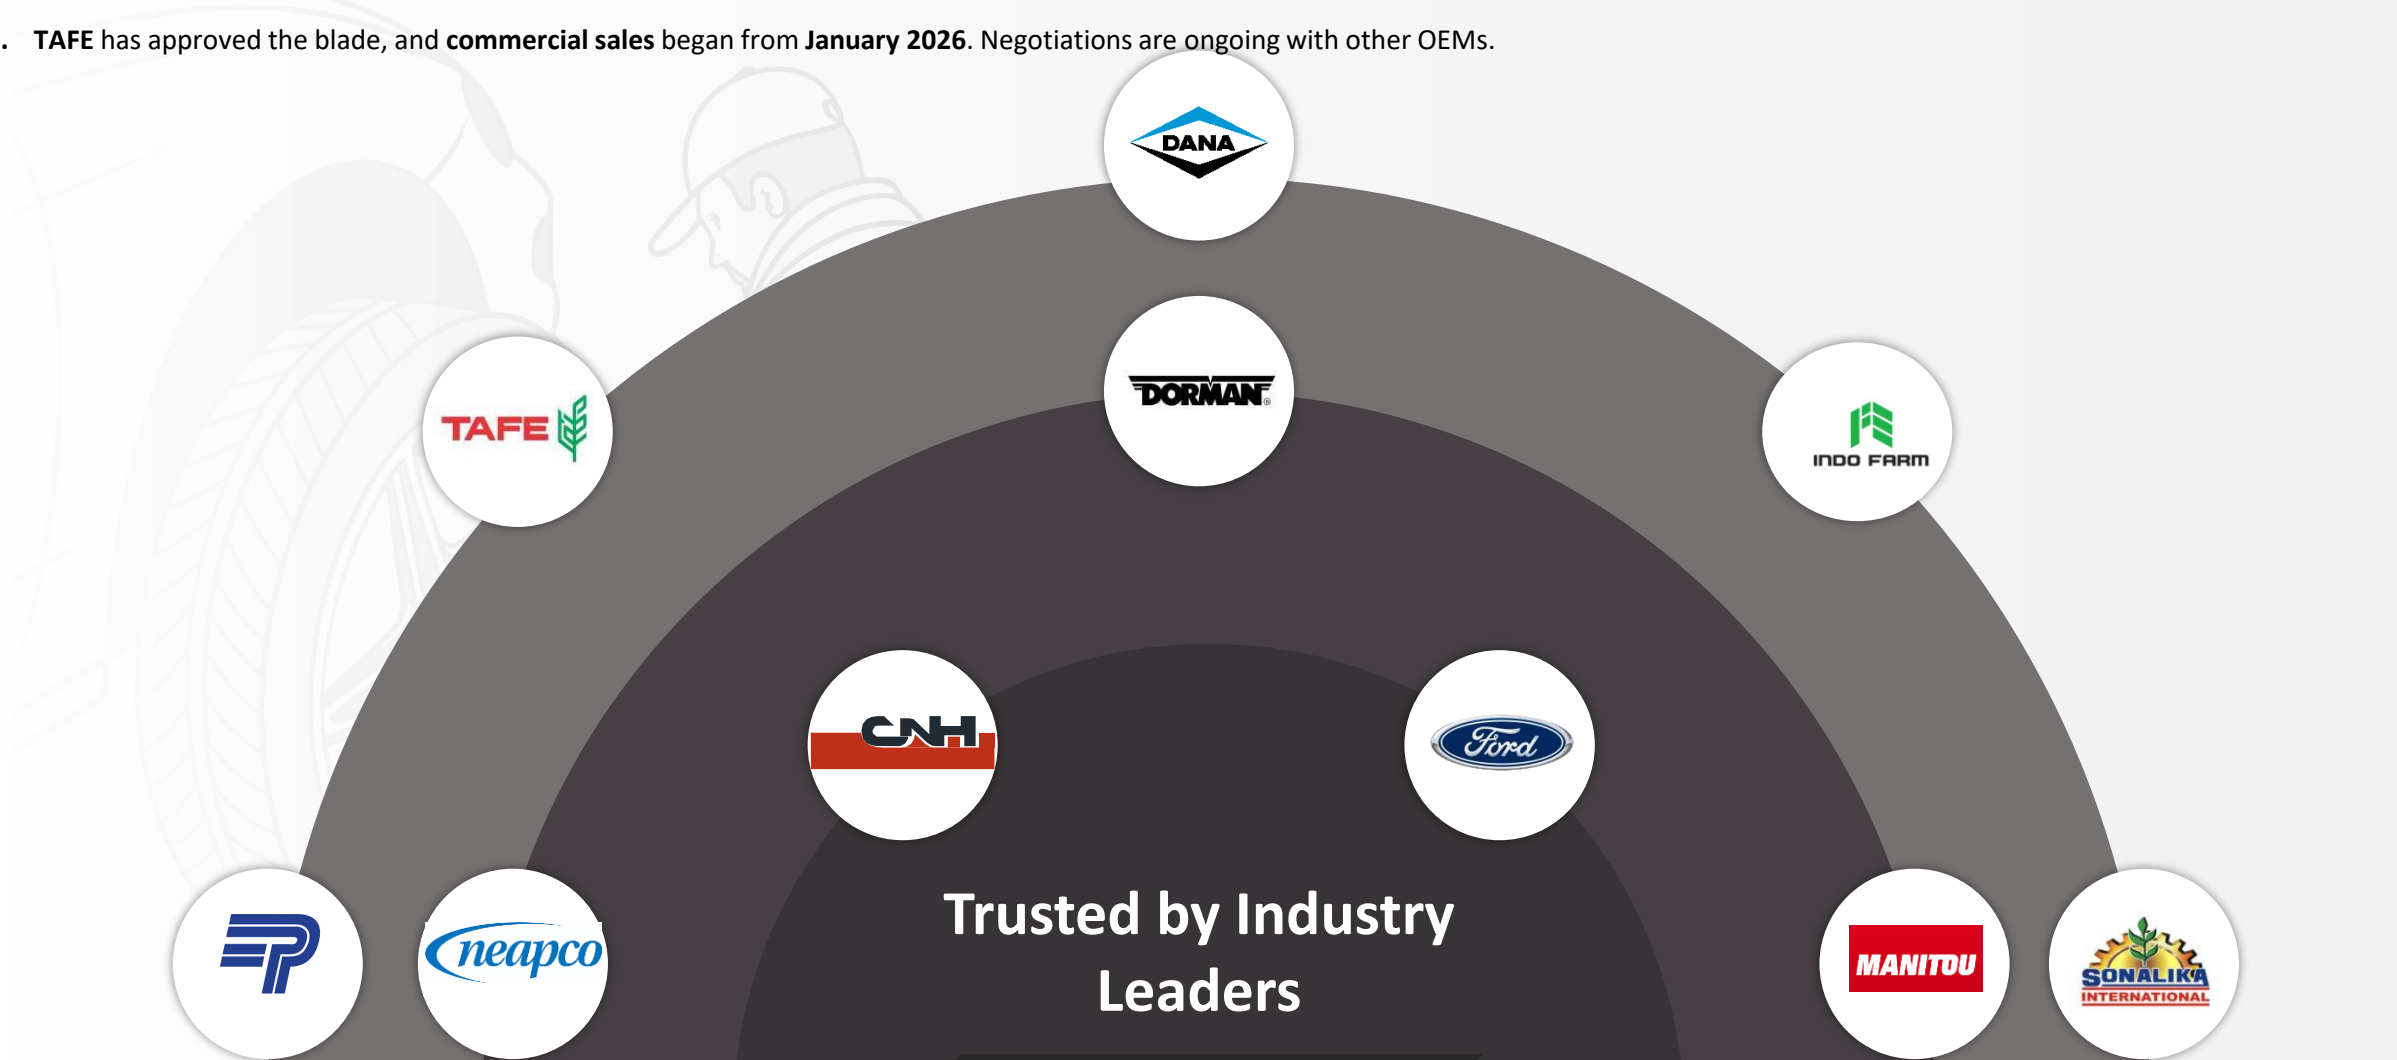 . TAFE has approved the blade, and commercial sales began from January 2026. Negotiations are ongoing with other OEMs.
DANA
DORMAN®
TAFE
INDO FARM
CNH
Ford
Trusted by Industry
Leaders
EP
neapco
MANITOU
SONALIKA
INTERNATIONAL